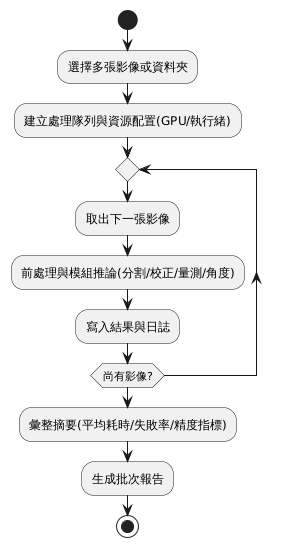 選擇多張影像或資料夾
建立處理隊列與資源配置(GPU/執行緒)
取出下一張影像
前處理與模組推論(分割/校正/量測/角度)
寫入結果與日誌
尚有影像?
彙整摘要(平均耗時/失敗率/精度指標)
生成批次報告